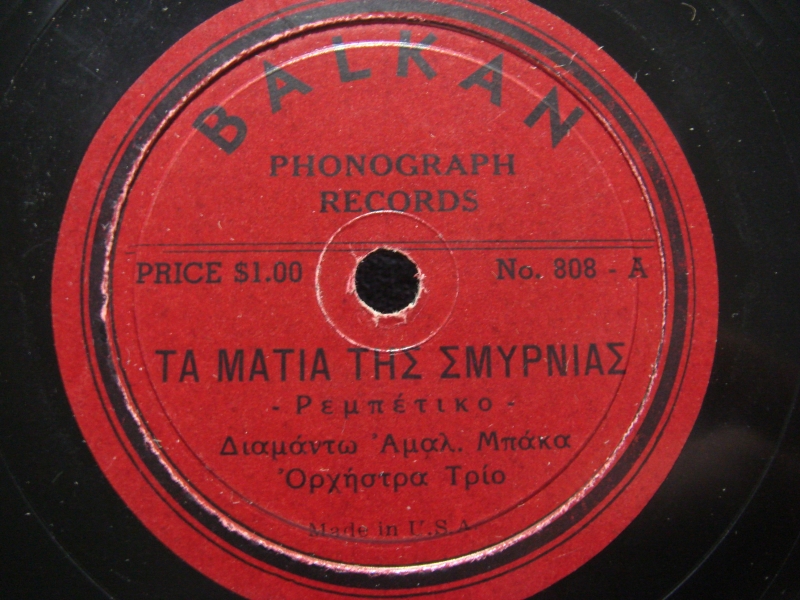 BALKAN
PHONOGRAPH
RECORDS
PRICE $1.00 No. 808 - A
ΤΑ ΜΑΤΙΑ ΤΗΣ ΣΜΥΡΝΙΑΣ
- Ρεμπέτικο -
Διαμάντω Ἀμαλ. Μπάκα
Ὀρχήστρα Τρίο
Made in U.S.A.